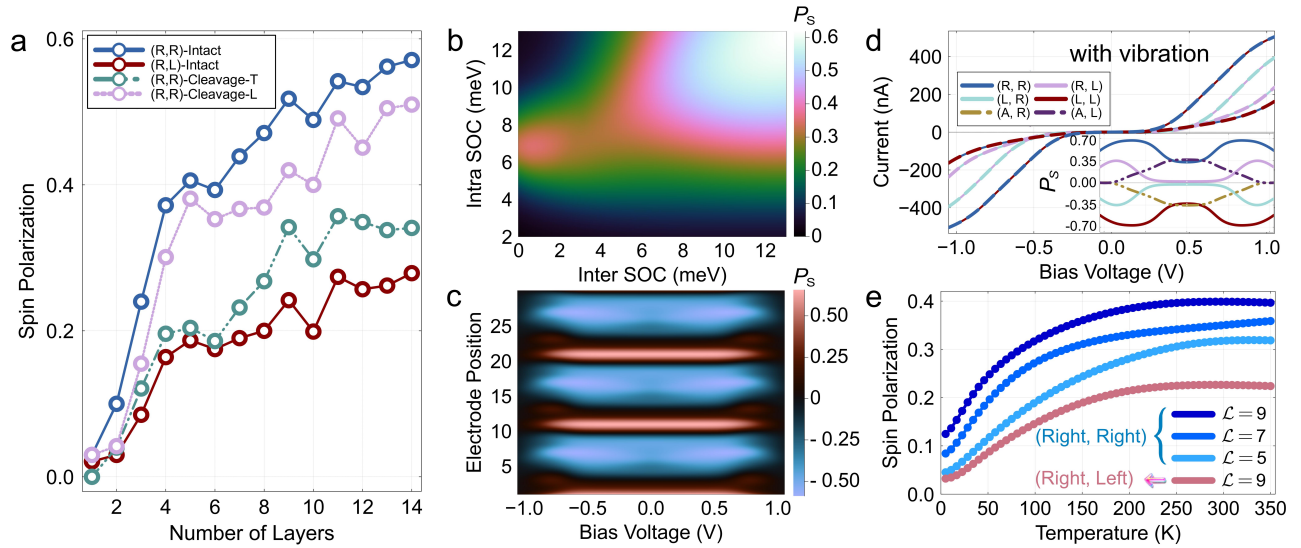 a
0.6
0.4
0.2
0.0
Spin Polarization
(R,R)-Intact
(R,L)-Intact
(R,R)-Cleavage-T
(R,R)-Cleavage-L
2 4 6 8 10 12 14
Number of Layers
b
P_S
12
10
8
6
4
2
Intra SOC (meV)
0 2 4 6 8 10 12
Inter SOC (meV)
0.6
0.5
0.4
0.3
0.2
0.1
0
c
P_S
25
20
15
10
5
Electrode Position
−1.0 −0.5 0.0 0.5 1.0
Bias Voltage (V)
0.50
0.25
0
- 0.25
- 0.50
d
with vibration
400
200
0
−200
−400
Current (nA)
(R, R) (R, L)
(L, R) (L, L)
(A, R) (A, L)
P_S
0.70
0.35
0.00
-0.35
-0.70
−1.0 −0.5 0.0 0.5 1.0
Bias Voltage (V)
e
0.4
0.3
0.2
0.1
0.0
Spin Polarization
(Right, Right)
ℒ = 9
ℒ = 7
ℒ = 5
(Right, Left)
ℒ = 9
0 50 100 150 200 250 300 350
Temperature (K)